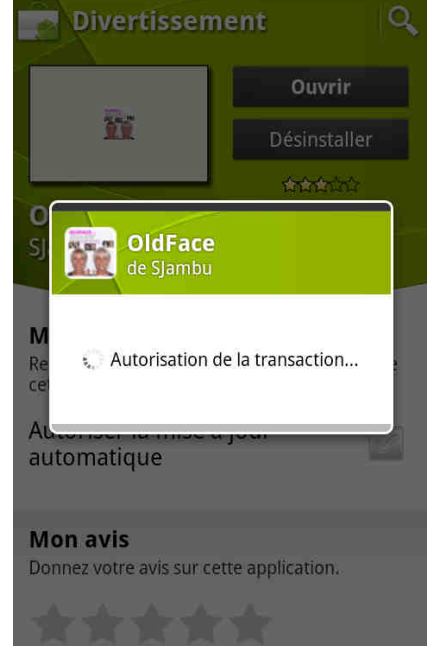 Divertissement
Ouvrir
Désinstaller
OldFace
de SJambu
Autorisation de la transaction...
automatique
Mon avis
Donnez votre avis sur cette application.